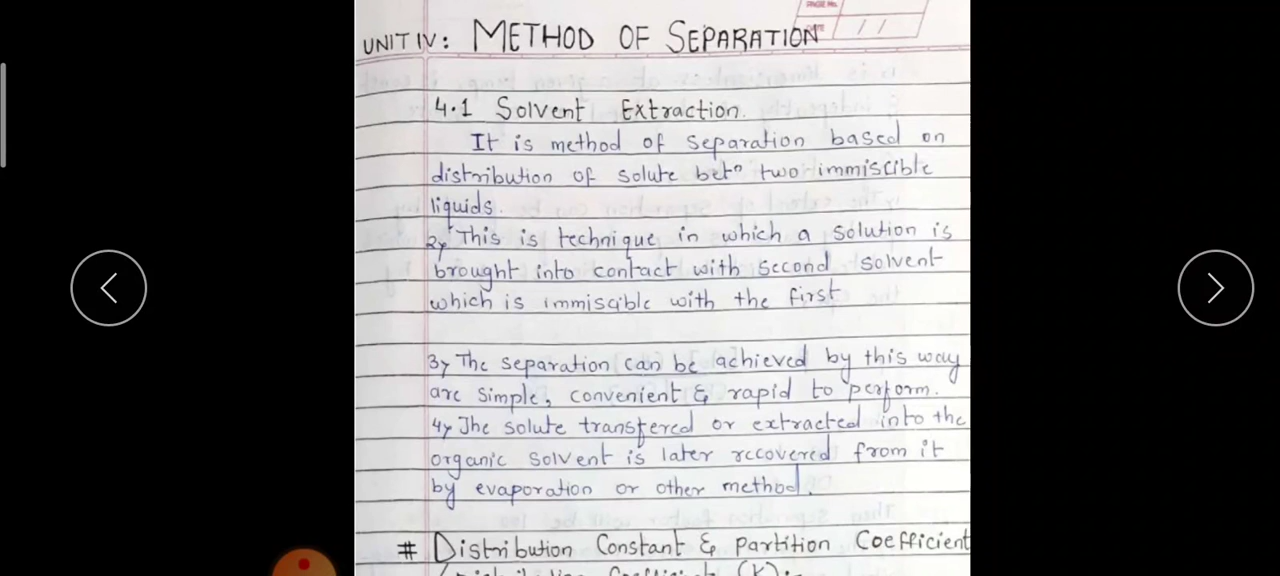 PAGE No.
DATE / /
UNIT IV: METHOD OF SEPARATION
4.1 Solvent Extraction.
It is method of separation based on
distribution of solute betn two immiscible
liquids.
2) This is technique in which a solution is
brought into contact with second solvent
which is immiscible with the first
3) The separation can be achieved by this way
are simple, convenient & rapid to perform.
4) The solute transfered or extracted into the
organic solvent is later recovered from it
by evaporation or other method.
# Distribution Constant & partition Coefficient